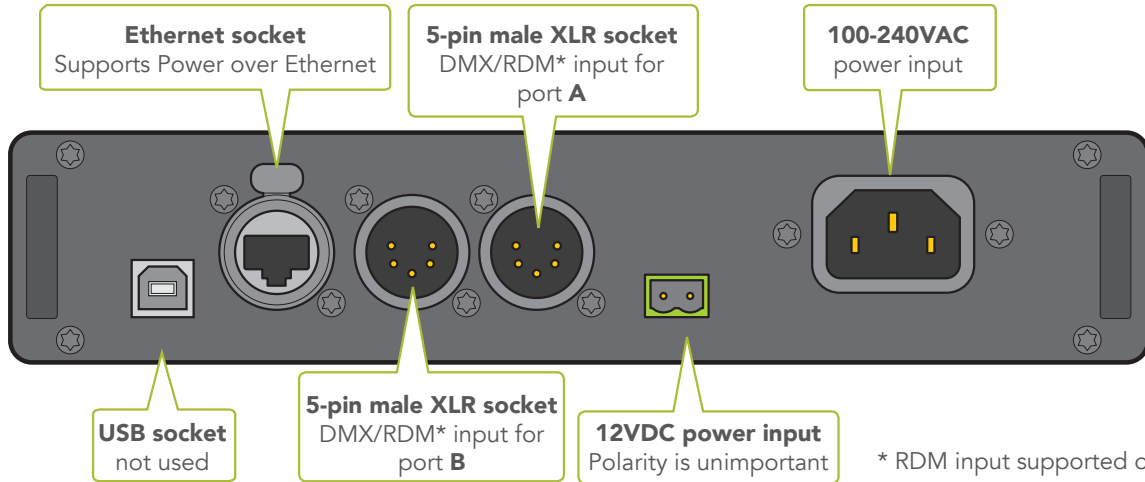 Ethernet socket
Supports Power over Ethernet
5-pin male XLR socket
DMX/RDM* input for
port A
100-240VAC
power input
USB socket
not used
5-pin male XLR socket
DMX/RDM* input for
port B
12VDC power input
Polarity is unimportant
* RDM input supported